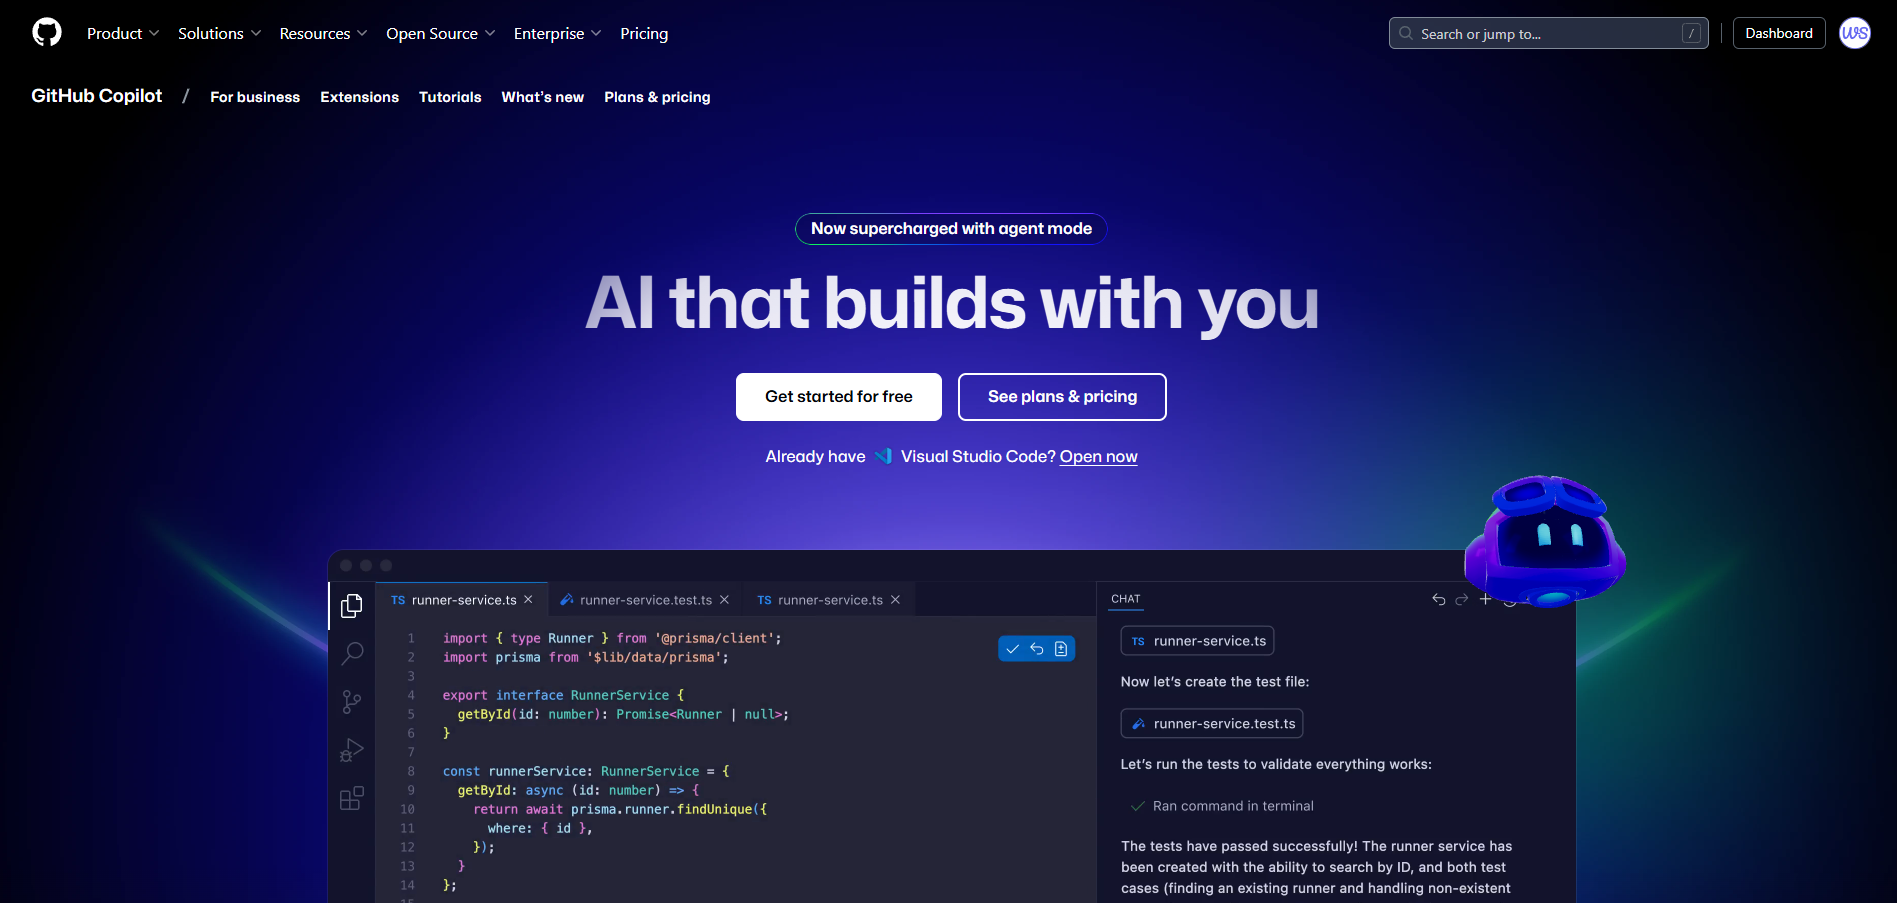 Product Solutions Resources Open Source Enterprise Pricing
Search or jump to... /
Dashboard
WS
GitHub Copilot / For business Extensions Tutorials What's new Plans & pricing
Now supercharged with agent mode
AI that builds with you
Get started for free
See plans & pricing
Already have Visual Studio Code? Open now
TS runner-service.ts
runner-service.test.ts
TS runner-service.ts
1 import { type Runner } from '@prisma/client';
2 import prisma from '$lib/data/prisma';
3
4 export interface RunnerService {
5 getById(id: number): Promise<Runner | null>;
6 }
7
8 const runnerService: RunnerService = {
9 getById: async (id: number) => {
10 return await prisma.runner.findUnique({
11 where: { id },
12 });
13 }
14 };
15
CHAT
TS runner-service.ts
Now let's create the test file:
runner-service.test.ts
Let's run the tests to validate everything works:
Ran command in terminal
The tests have passed successfully! The runner service has
been created with the ability to search by ID, and both test
cases (finding an existing runner and handling non-existent